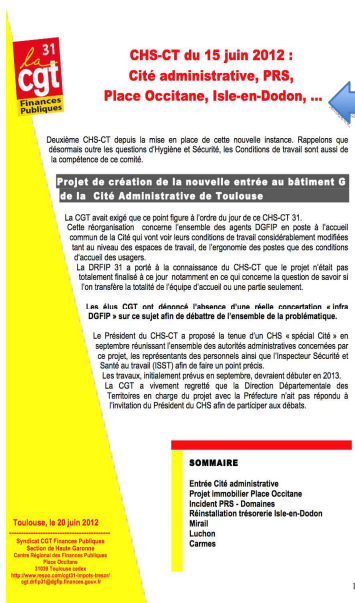 31
la
cgt
Finances
Publiques
CHS-CT du 15 juin 2012 :
Cité administrative, PRS,
Place Occitane, Isle-en-Dodon, ...
Deuxième CHS-CT depuis la mise en place de cette nouvelle instance. Rappelons que
désormais outre les questions d'Hygiène et Sécurité, les Conditions de travail sont aussi de
la compétence de ce comité.
Projet de création de la nouvelle entrée au bâtiment G
de la Cité Administrative de Toulouse
La CGT avait exigé que ce point figure à l'ordre du jour de ce CHS-CT 31.
Cette réorganisation concerne l'ensemble des agents DGFIP en poste à l'accueil
commun de la Cité qui vont voir leurs conditions de travail considérablement modifiées
tant au niveau des espaces de travail, de l'ergonomie des postes que des conditions
d'accueil des usagers.
La DRFIP 31 a porté à la connaissance du CHS-CT que le projet n'était pas
totalement finalisé à ce jour notamment en ce qui concerne la question de savoir si
l'on transfère la totalité de l'équipe d'accueil ou une partie seulement.
Les élus CGT ont dénoncé l'absence d'une réelle concertation « infra
DGFIP » sur ce sujet afin de débattre de l'ensemble de la problématique.
Le Président du CHS-CT a proposé la tenue d'un CHS « spécial Cité » en
septembre réunissant l'ensemble des autorités administratives concernées par
ce projet, les représentants des personnels ainsi que l'Inspecteur Sécurité et
Santé au travail (ISST) afin de faire un point précis.
Les travaux, initialement prévus en septembre, devraient débuter en 2013.
La CGT a vivement regretté que la Direction Départementale des
Territoires en charge du projet avec la Préfecture n'ait pas répondu à
l'invitation du Président du CHS afin de participer aux débats.
SOMMAIRE
Entrée Cité administrative
Projet immobilier Place Occitane
Incident PRS - Domaines
Réinstallation trésorerie Isle-en-Dodon
Mirail
Luchon
Carmes
Toulouse, le 20 juin 2012
Syndicat CGT Finances Publiques
Section de Haute Garonne
Centre Régional des Finances Publiques
Place Occitane
31039 Toulouse cedex
http://www.resoo.com/cgt31-impots-tresor/
cgt.drfip31@dgfip.finances.gouv.fr
1